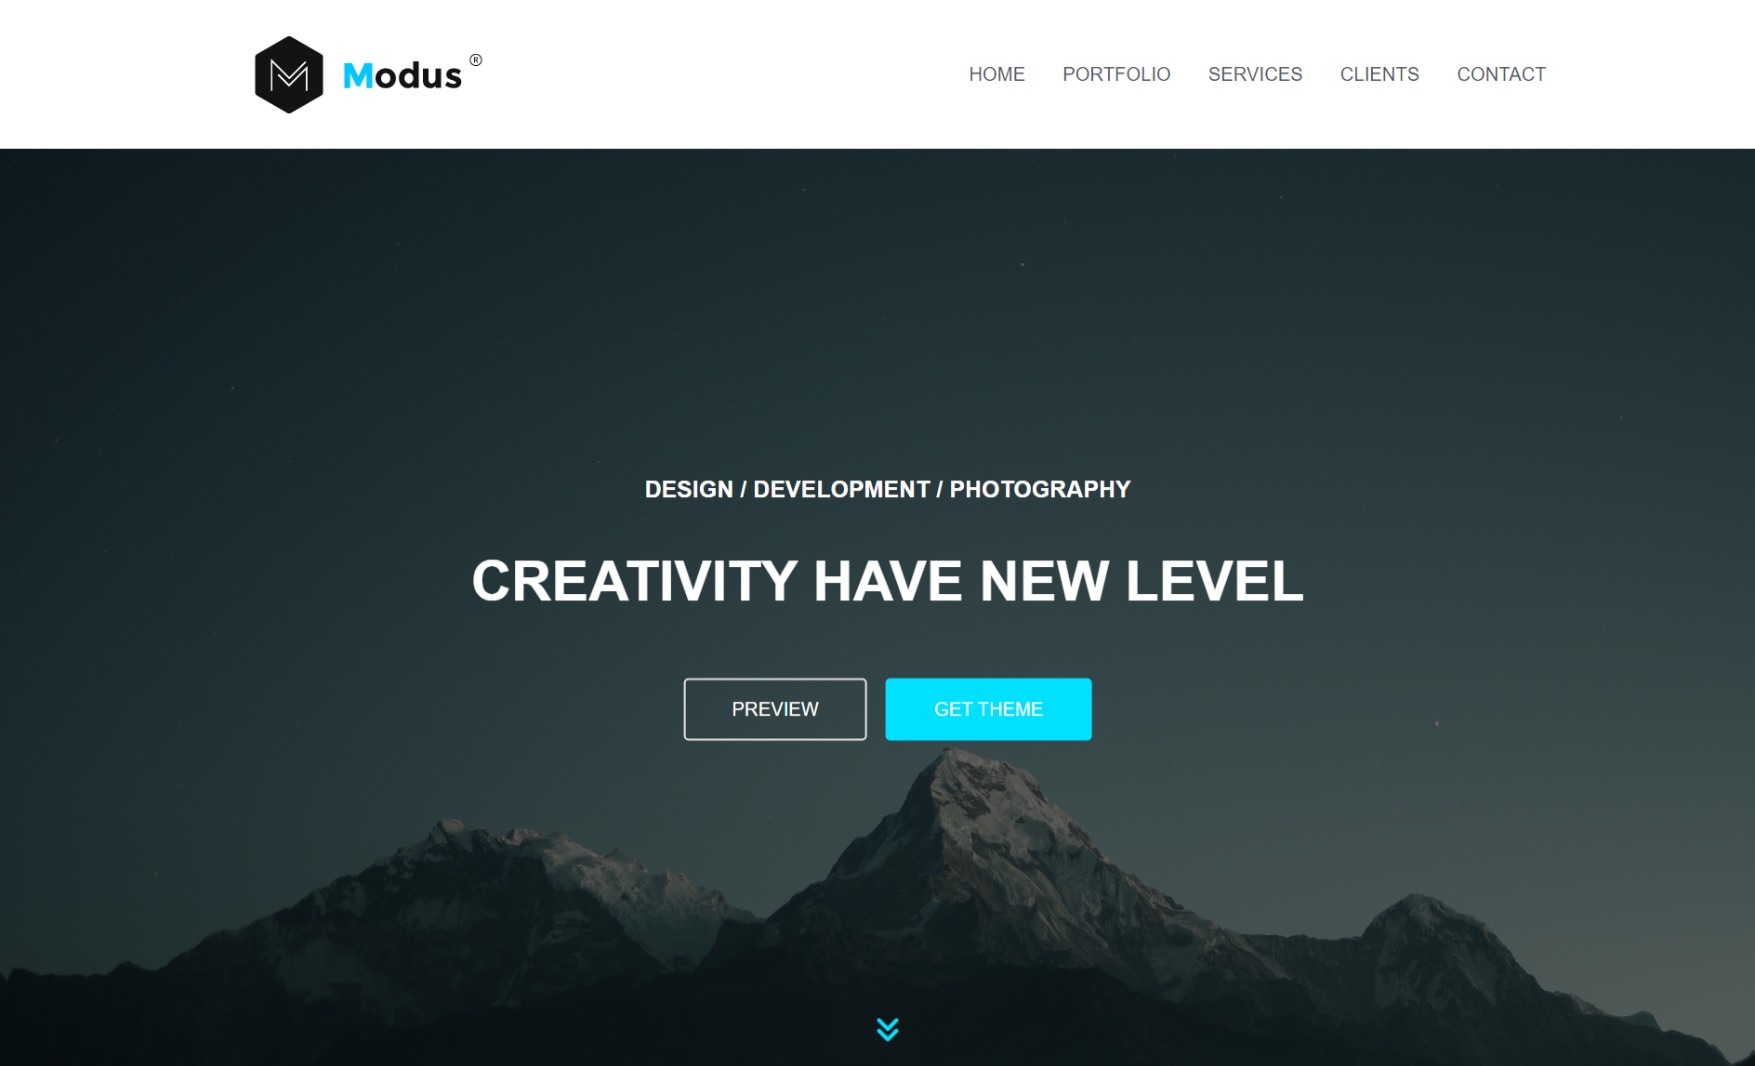 Modus ®
HOME PORTFOLIO SERVICES CLIENTS CONTACT
DESIGN / DEVELOPMENT / PHOTOGRAPHY
CREATIVITY HAVE NEW LEVEL
PREVIEW GET THEME